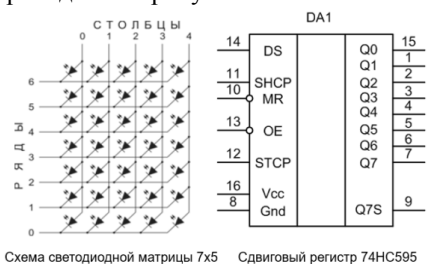 СТОЛБЦЫ
0 1 2 3 4
6
5
4
3
2
1
0
РЯДЫ
DA1
14 DS Q0 15
Q1 1
11 SHCP Q2 2
10 MR Q3 3
Q4 4
13 OE Q5 5
Q6 6
12 STCP Q7 7
16 Vcc
8 Gnd Q7S 9
Схема светодиодной матрицы 7x5 Сдвиговый регистр 74HC595